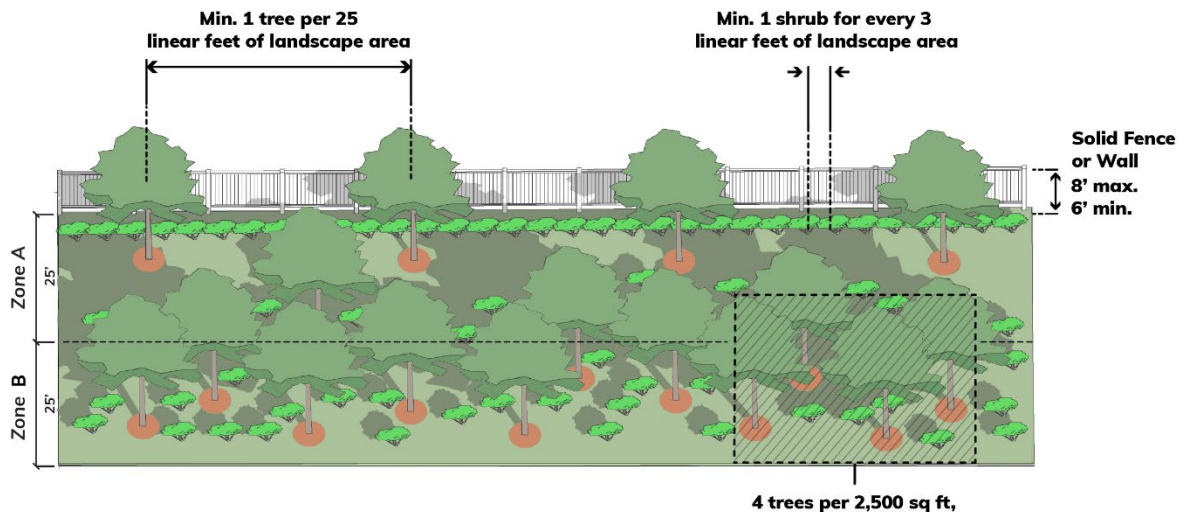 Min. 1 tree per 25
linear feet of landscape area
Min. 1 shrub for every 3
linear feet of landscape area
Solid Fence
or Wall
8’ max.
6’ min.
Zone A
25'
Zone B
25'
4 trees per 2,500 sq ft,